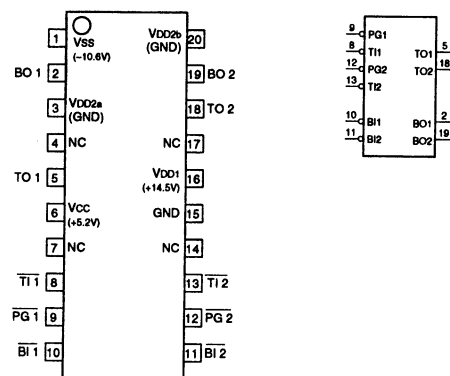 1 VSS (–10.6V) VDD2b (GND) 20
BO 1 2 19 BO 2
3 VDD2a (GND) 18 TO 2
4 NC NC 17
TO 1 5 VDD1 (+14.5V) 16
6 VCC (+5.2V) GND 15
7 NC NC 14
TI 1 8 13 TI 2
PG 1 9 12 PG 2
BI 1 10 11 BI 2
9 PG1
8 TI1 TO1 5
12 PG2 TO2 18
13 TI2
10 BI1 BO1 2
11 BI2 BO2 19